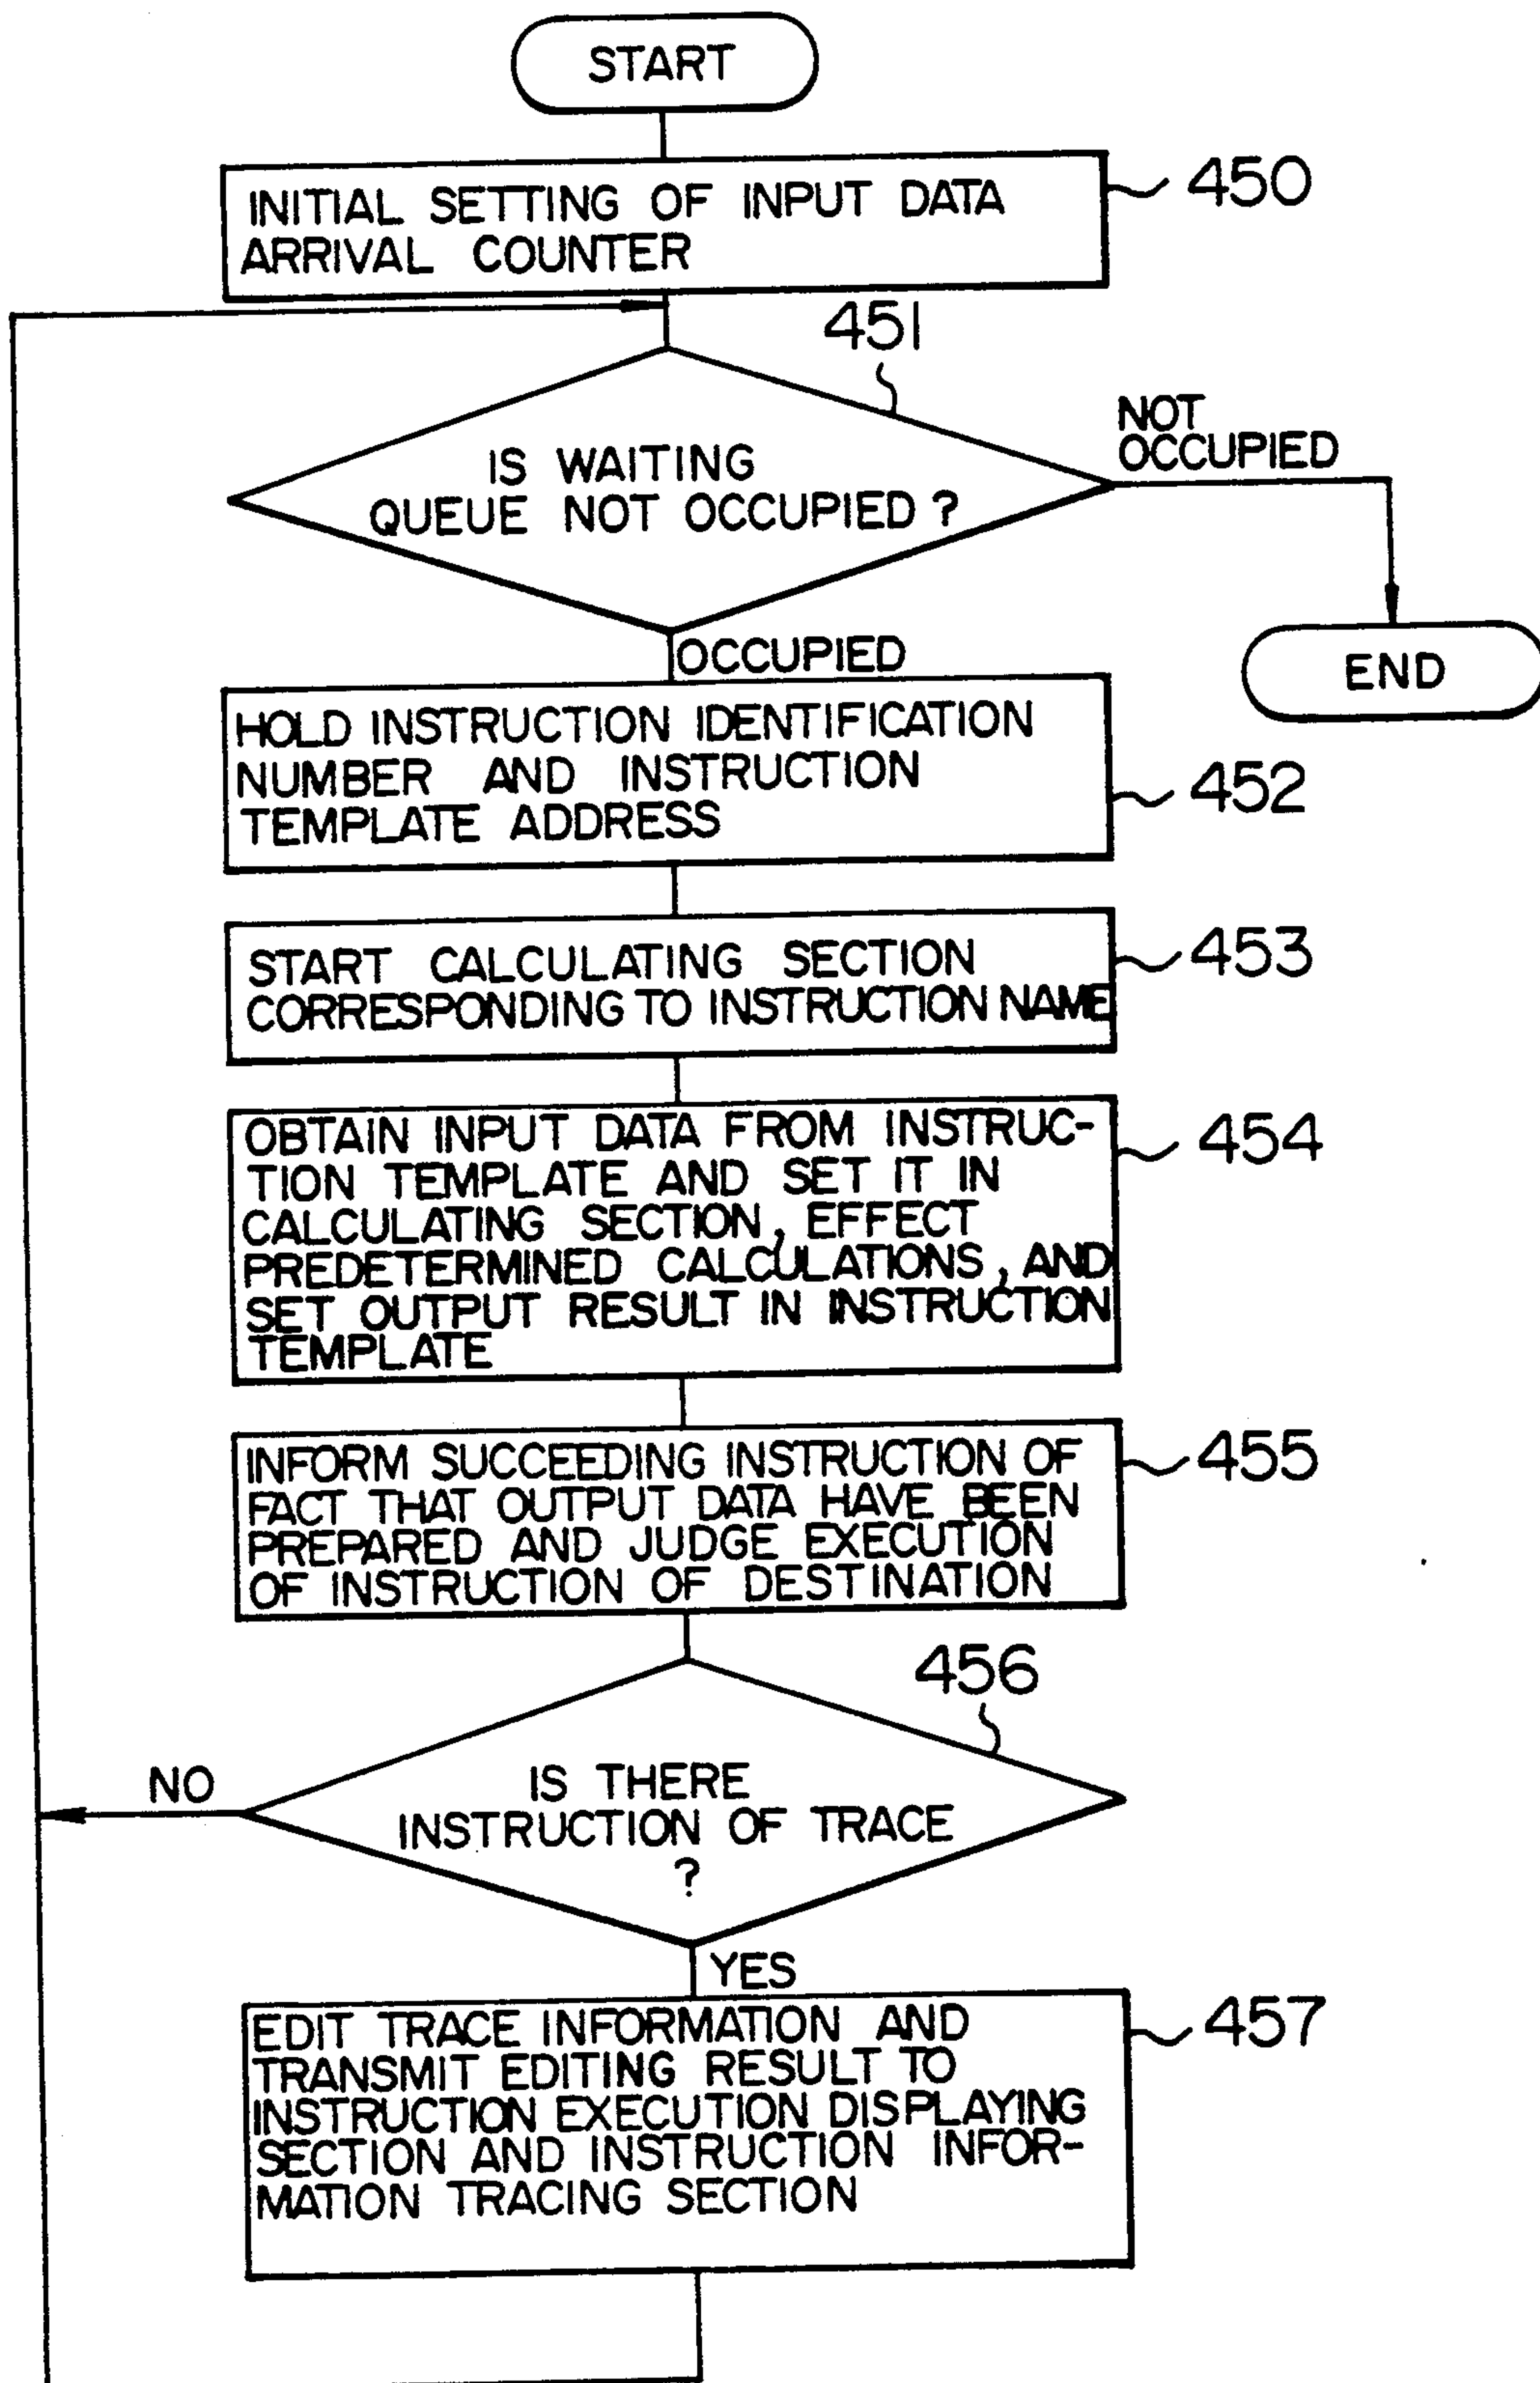 START
INITIAL SETTING OF INPUT DATA
ARRIVAL COUNTER
450
451
IS WAITING
QUEUE NOT OCCUPIED ?
NOT
OCCUPIED
END
OCCUPIED
HOLD INSTRUCTION IDENTIFICATION
NUMBER AND INSTRUCTION
TEMPLATE ADDRESS
452
START CALCULATING SECTION
CORRESPONDING TO INSTRUCTION NAME
453
OBTAIN INPUT DATA FROM INSTRUC-
TION TEMPLATE AND SET IT IN
CALCULATING SECTION, EFFECT
PREDETERMINED CALCULATIONS, AND
SET OUTPUT RESULT IN INSTRUCTION
TEMPLATE
454
INFORM SUCCEEDING INSTRUCTION OF
FACT THAT OUTPUT DATA HAVE BEEN
PREPARED AND JUDGE EXECUTION
OF INSTRUCTION OF DESTINATION
455
456
IS THERE
INSTRUCTION OF TRACE
?
NO
YES
EDIT TRACE INFORMATION AND
TRANSMIT EDITING RESULT TO
INSTRUCTION EXECUTION DISPLAYING
SECTION AND INSTRUCTION INFOR-
MATION TRACING SECTION
457